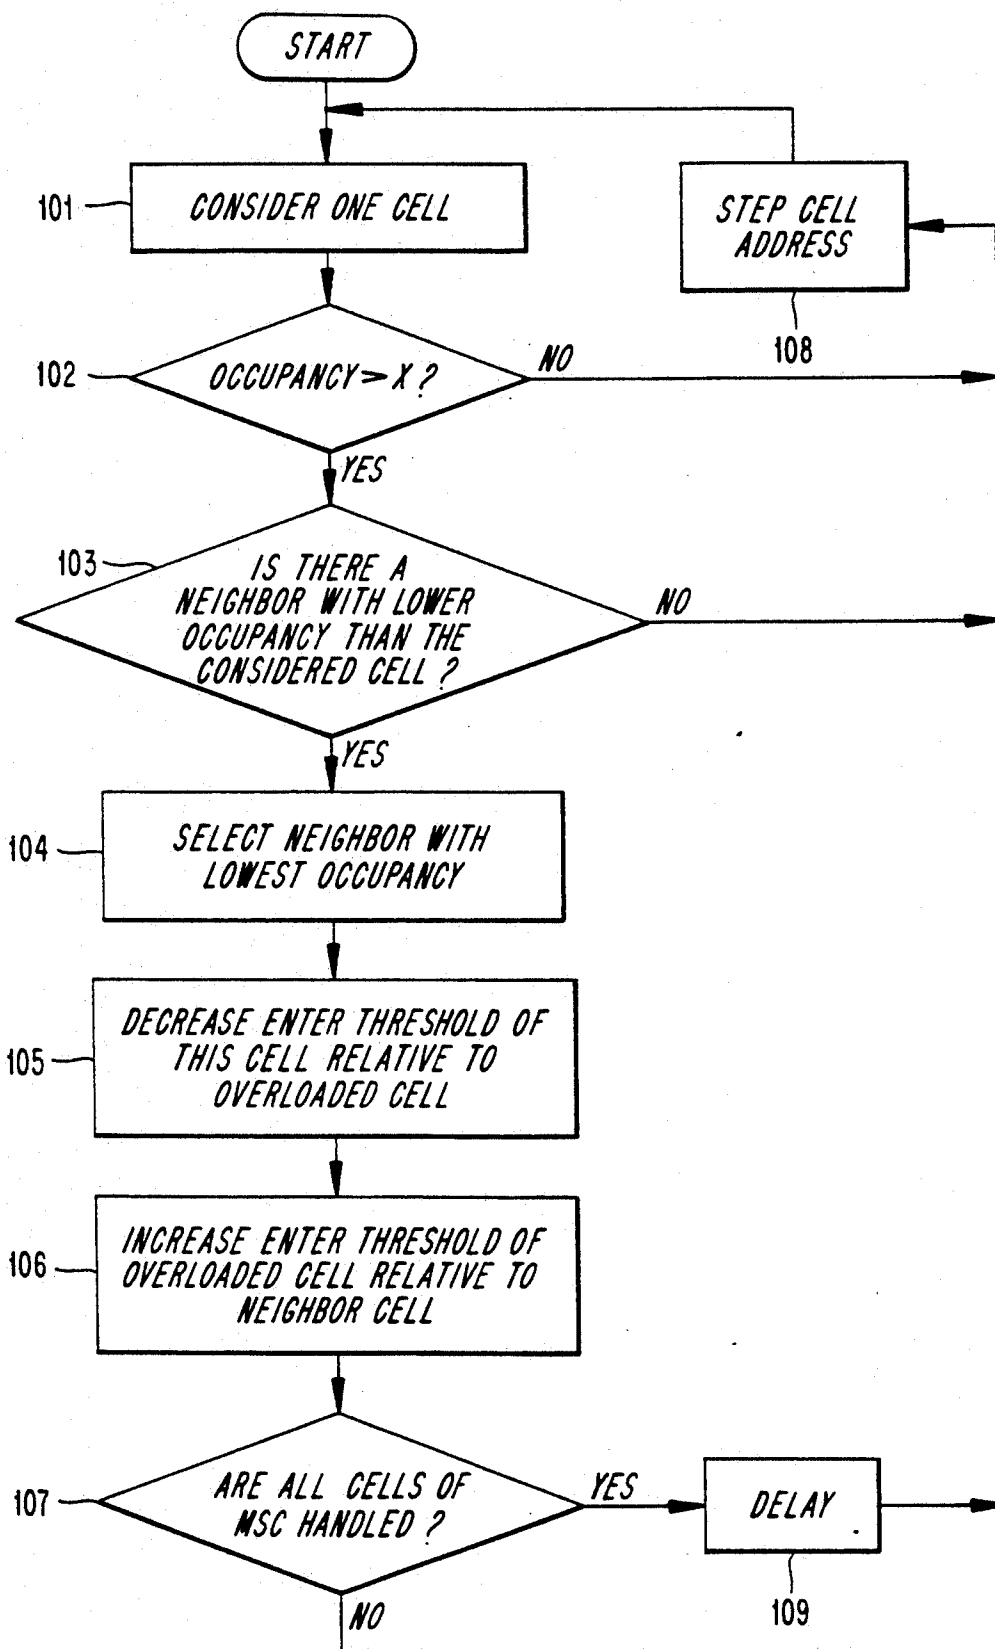 START
101
CONSIDER ONE CELL
STEP CELL
ADDRESS
108
102
OCCUPANCY > X ?
NO
YES
103
IS THERE A
NEIGHBOR WITH LOWER
OCCUPANCY THAN THE
CONSIDERED CELL ?
NO
YES
104
SELECT NEIGHBOR WITH
LOWEST OCCUPANCY
105
DECREASE ENTER THRESHOLD OF
THIS CELL RELATIVE TO
OVERLOADED CELL
106
INCREASE ENTER THRESHOLD OF
OVERLOADED CELL RELATIVE TO
NEIGHBOR CELL
107
ARE ALL CELLS OF
MSC HANDLED ?
YES
DELAY
109
NO